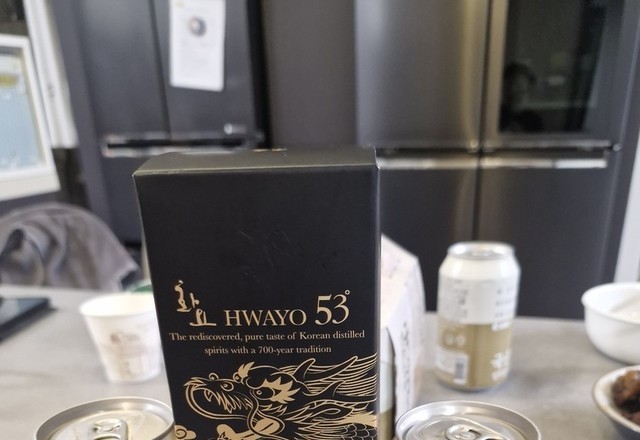 화요 HWAYO 53°
The rediscovered, pure taste of Korean distilled
spirits with a 700-year tradition